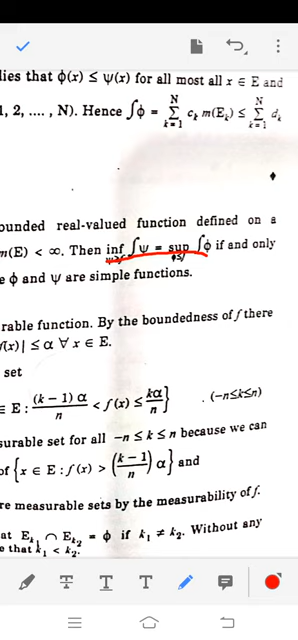 lies that ϕ(x) ≤ ψ(x) for all most all x ∈ E and
1, 2, ...., N). Hence ∫ϕ = N∑k=1 c_k m(E_k) ≤ N∑k=1 d_k
ounded real-valued function defined on a
m(E) < ∞. Then inf ψ≥f ∫ψ = sup ϕ≤f ∫ϕ if and only
e ϕ and ψ are simple functions.
rable function. By the boundedness of f there
f(x)| ≤ α ∀ x ∈ E.
set
∈ E : (k – 1) α / n < f(x) ≤ kα / n} . (–n≤k≤n)
surable set for all –n ≤ k ≤ n because we can
of {x ∈ E : f(x) > ((k – 1) / n) α} and
re measurable sets by the measurability of f.
at E_k1 ∩ E_k2 = ϕ if k1 ≠ k2. Without any
e that k1 < k2.
T T T